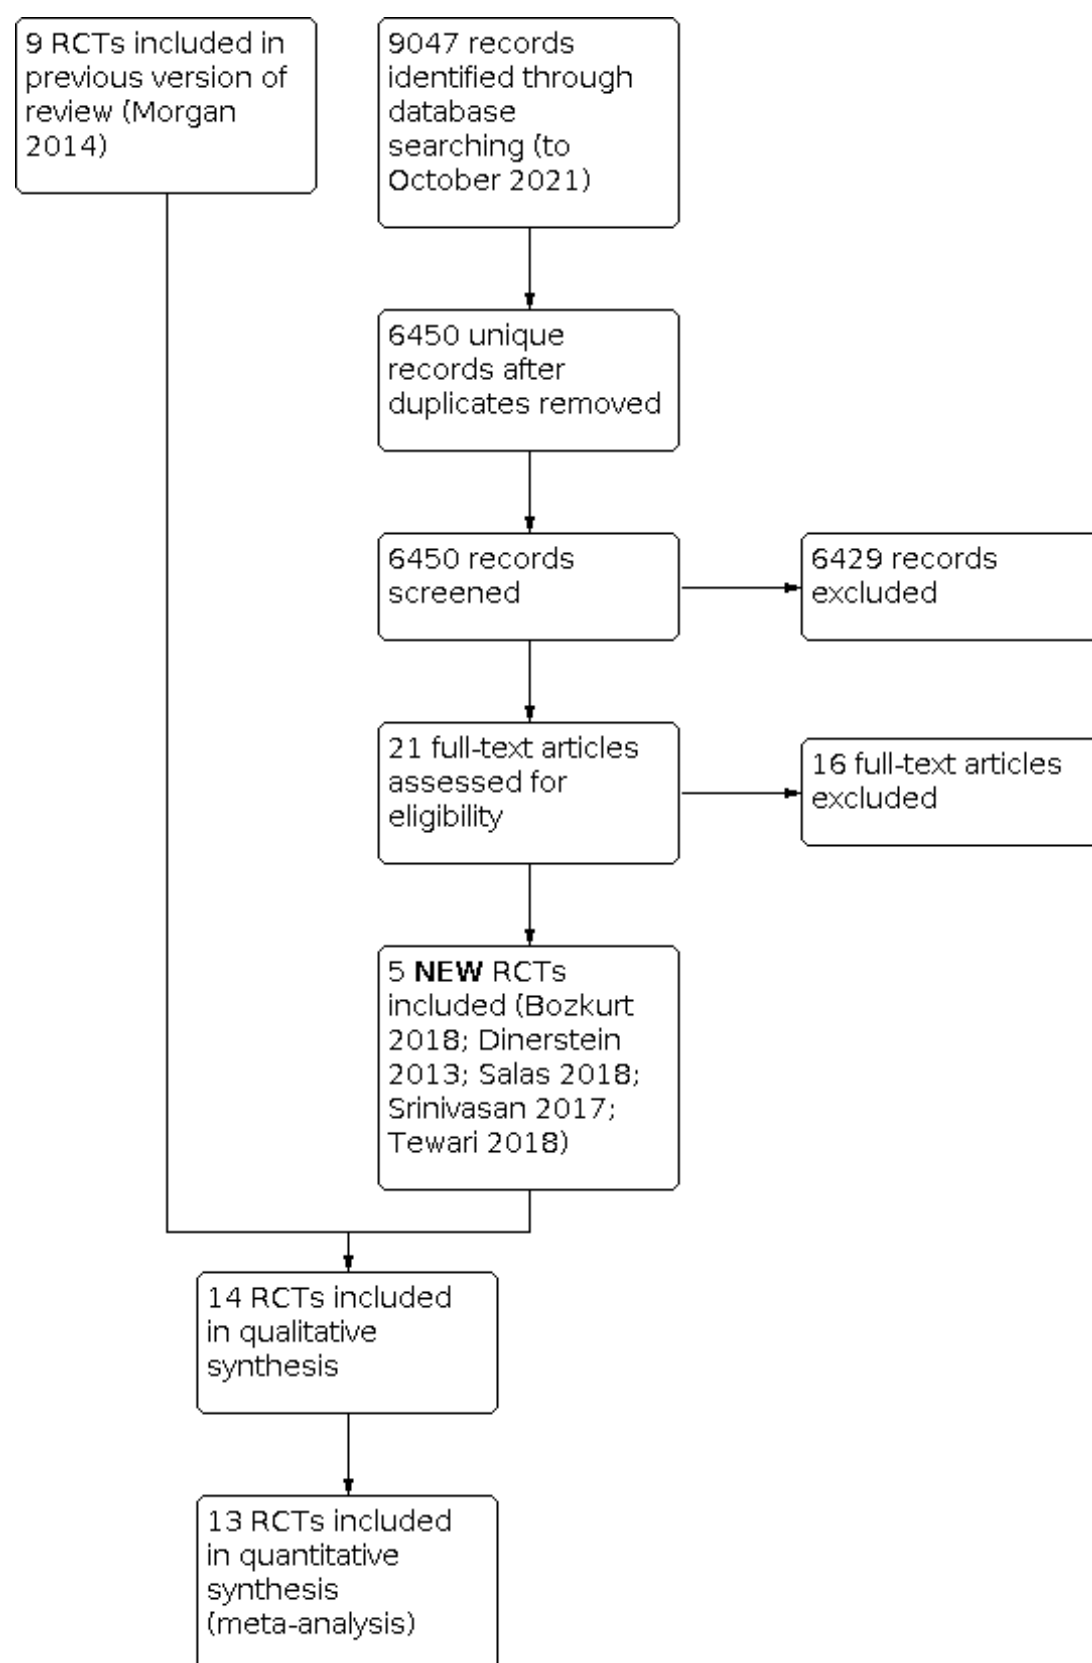 9 RCTs included in
previous version of
review (Morgan
2014)
9047 records
identified through
database
searching (to
October 2021)
6450 unique
records after
duplicates removed
6450 records
screened
6429 records
excluded
21 full-text articles
assessed for
eligibility
16 full-text articles
excluded
5 NEW RCTs
included (Bozkurt
2018; Dinerstein
2013; Salas 2018;
Srinivasan 2017;
Tewari 2018)
14 RCTs included
in qualitative
synthesis
13 RCTs included
in quantitative
synthesis
(meta-analysis)